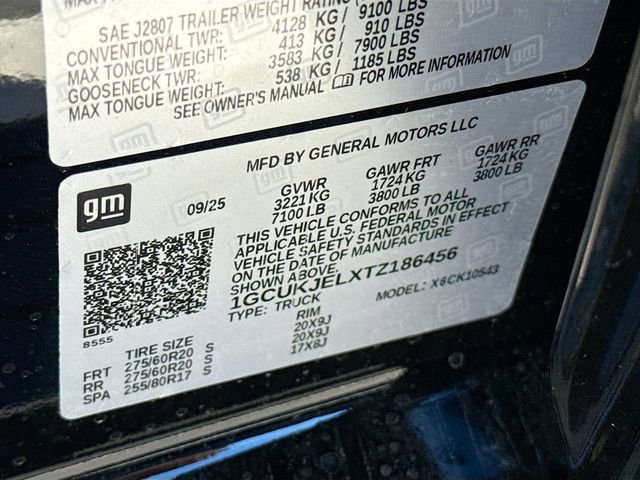 SAE J2807 TRAILER WEIGHT RATING
CONVENTIONAL TWR: 4128 KG/ 9100 LBS
MAX TONGUE WEIGHT: 413 KG/ 910 LBS
GOOSENECK TWR: 3583 KG/ 7900 LBS
MAX TONGUE WEIGHT: 538 KG/ 1185 LBS
SEE OWNER'S MANUAL FOR MORE INFORMATION
MFD BY GENERAL MOTORS LLC
gm
09/25
GVWR GAWR FRT GAWR RR
3221 KG 1724 KG 1724 KG
7100 LB 3800 LB 3800 LB
THIS VEHICLE CONFORMS TO ALL
APPLICABLE U.S. FEDERAL MOTOR
VEHICLE SAFETY STANDARDS IN EFFECT
ON THE DATE OF MANUFACTURE
SHOWN ABOVE.
1GCUKJELXTZ186456
TYPE: TRUCK MODEL: X6CK10543
8555
TIRE SIZE RIM
FRT 275/60R20 S 20X9J
RR 275/60R20 S 20X9J
SPA 255/80R17 S 17X8J